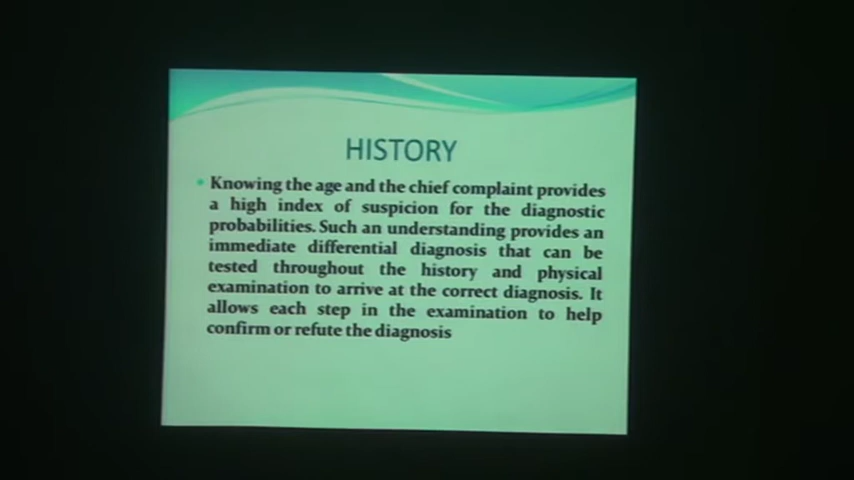 HISTORY
Knowing the age and the chief complaint provides
a high index of suspicion for the diagnostic
probabilities. Such an understanding provides an
immediate differential diagnosis that can be
tested throughout the history and physical
examination to arrive at the correct diagnosis. It
allows each step in the examination to help
confirm or refute the diagnosis